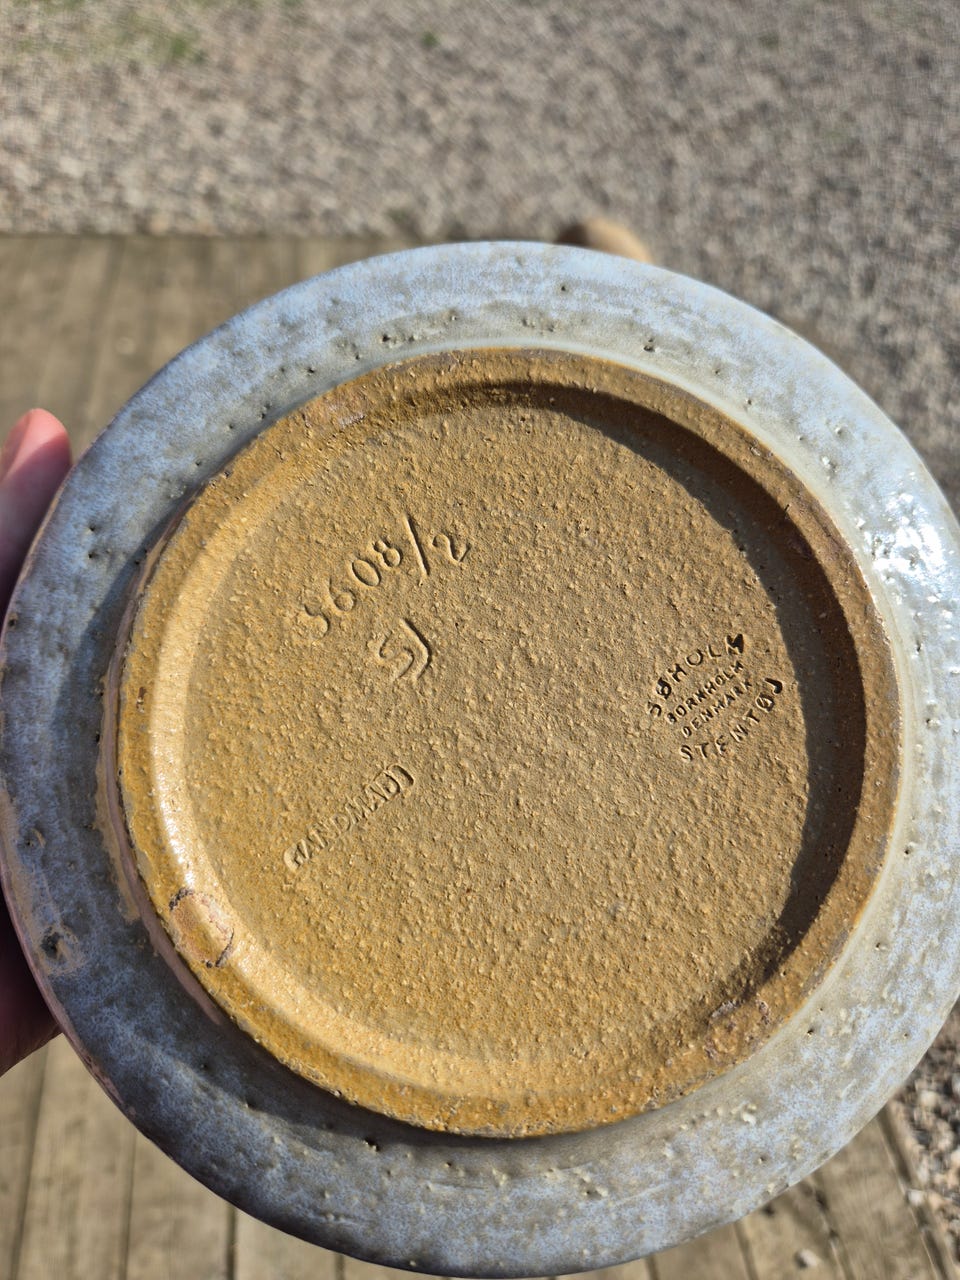 3608/2
SJ
HANDMADE
SØHOLM
BORNHOLM
DENMARK
STENTØJ